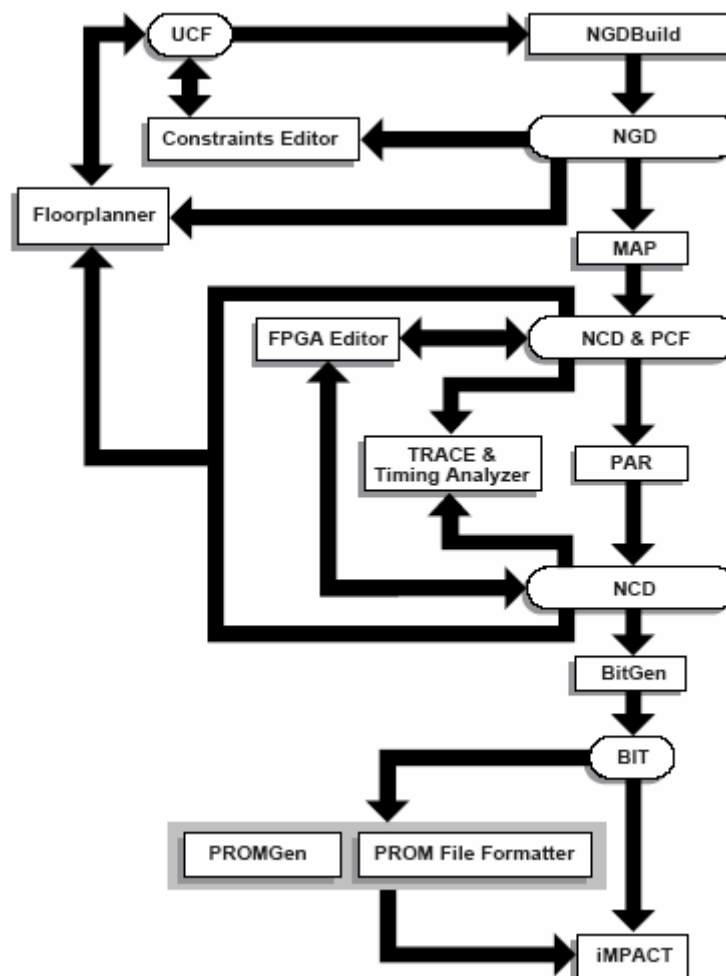 UCF
NGDBuild
Constraints Editor
NGD
Floorplanner
MAP
FPGA Editor
NCD & PCF
TRACE &
Timing Analyzer
PAR
NCD
BitGen
BIT
PROMGen
PROM File Formatter
iMPACT